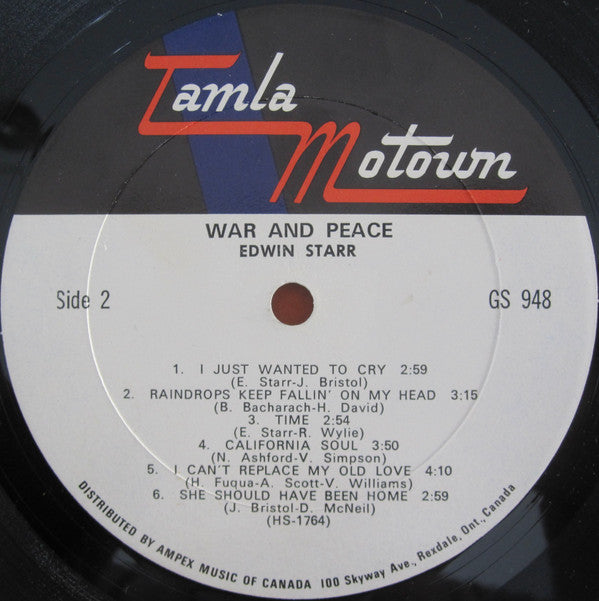 Tamla
Motown
WAR AND PEACE
EDWIN STARR
Side 2
GS 948
1. I JUST WANTED TO CRY 2:59
(E. Starr-J. Bristol)
2. RAINDROPS KEEP FALLIN' ON MY HEAD 3:15
(B. Bacharach-H. David)
3. TIME 2:54
(E. Starr-R. Wylie)
4. CALIFORNIA SOUL 3:50
(N. Ashford-V. Simpson)
5. I CAN'T REPLACE MY OLD LOVE 4:10
(H. Fuqua-A. Scott-V. Williams)
6. SHE SHOULD HAVE BEEN HOME 2:59
(J. Bristol-D. McNeil)
(HS-1764)
DISTRIBUTED BY AMPEX MUSIC OF CANADA 100 Skyway Ave., Rexdale, Ont., Canada